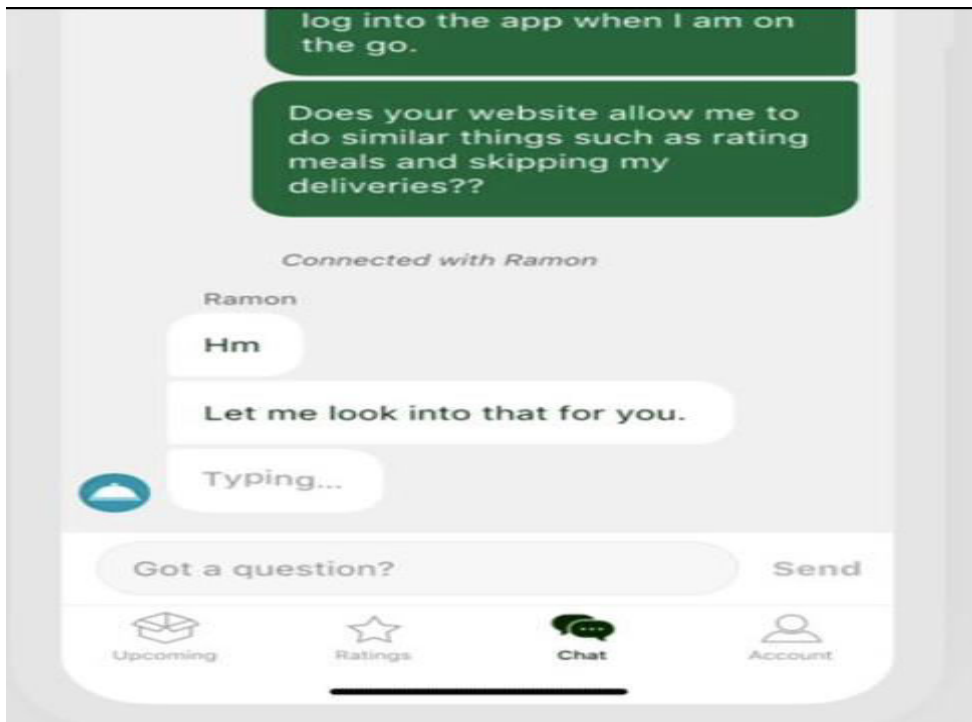 log into the app when I am on
the go.
Does your website allow me to
do similar things such as rating
meals and skipping my
deliveries??
Connected with Ramon
Ramon
Hm
Let me look into that for you.
Typing...
Got a question?
Send
Upcoming
Ratings
Chat
Account